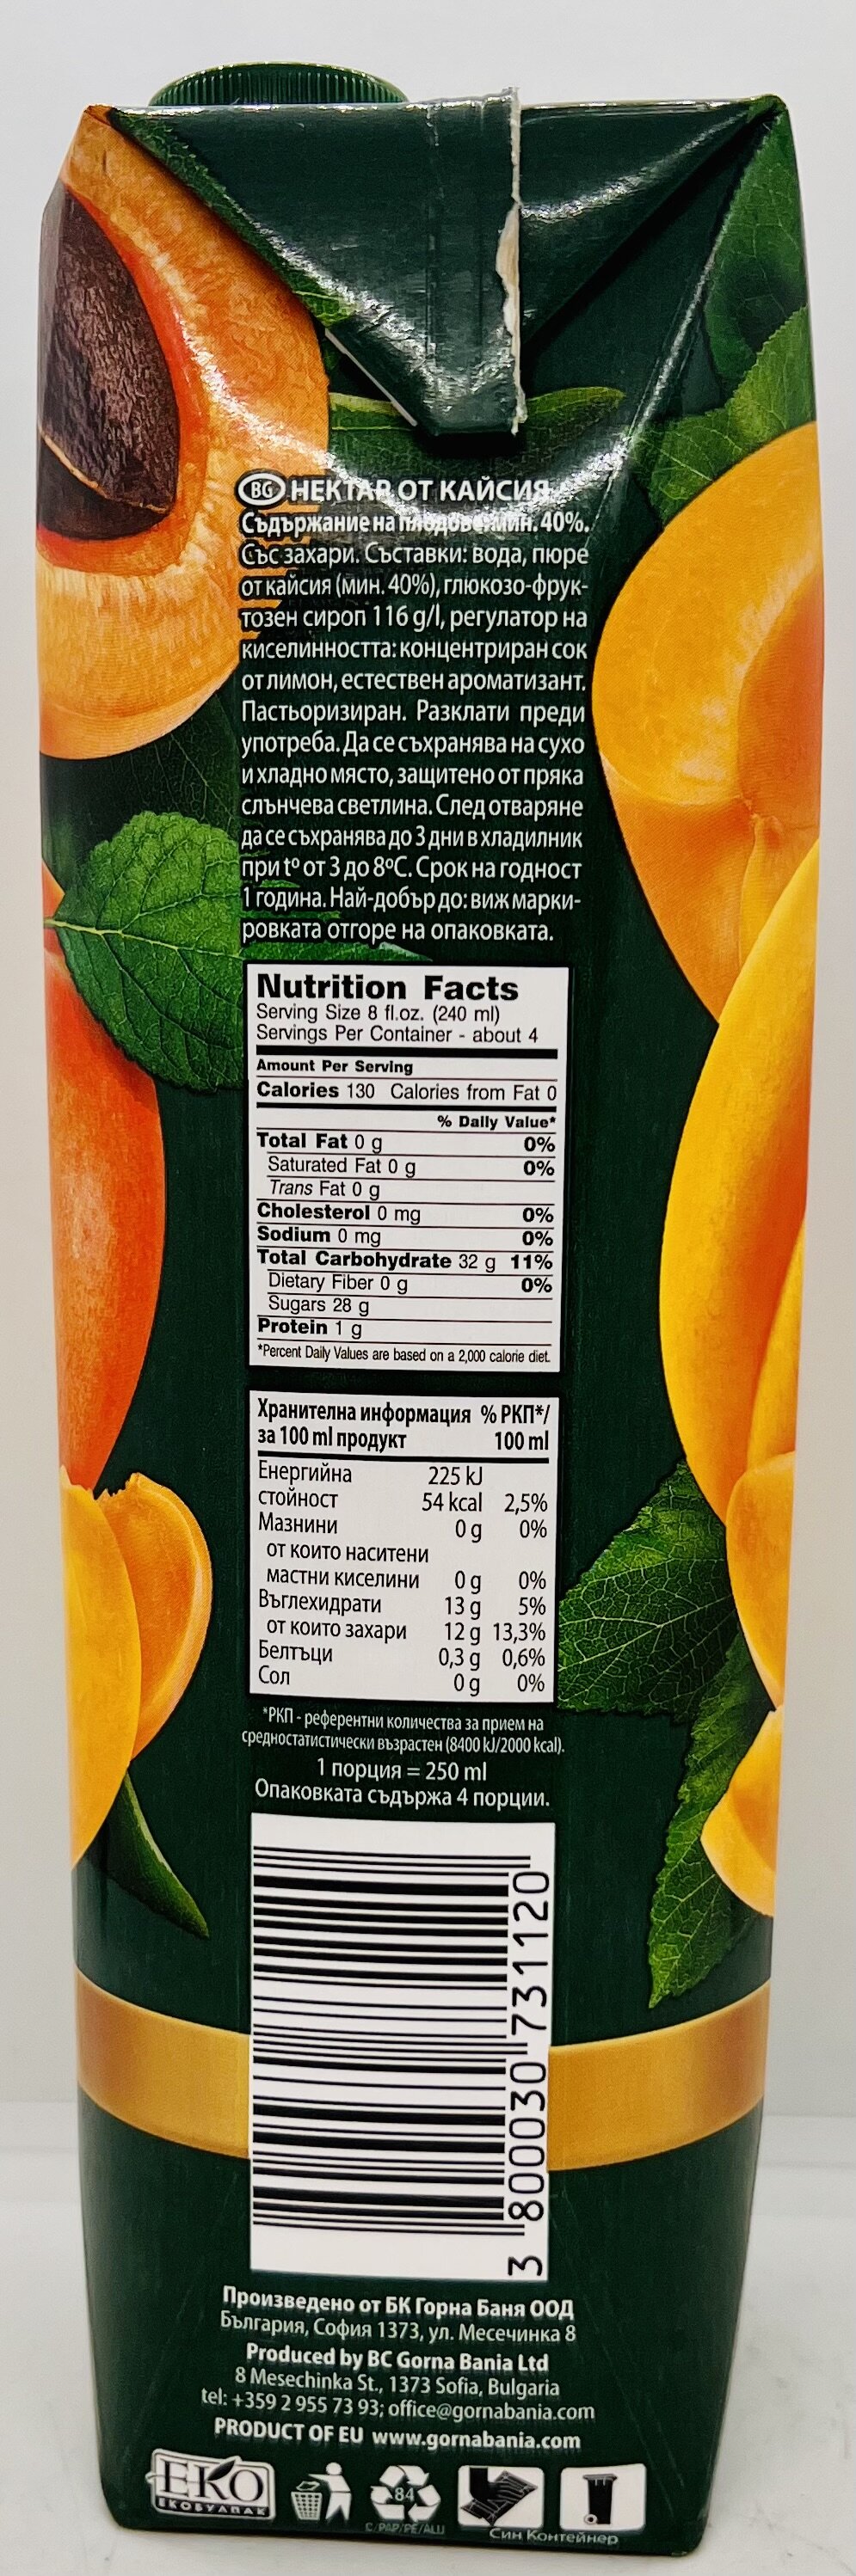 BG НЕКТАР ОТ КАЙСИЯ
Съдържание на плодове: мин. 40%.
Със захари. Съставки: вода, пюре
от кайсия (мин. 40%), глюкозо-фрук-
тозен сироп 116 g/l, регулатор на
киселинността: концентриран сок
от лимон, естествен ароматизант.
Пастьоризиран. Разклати преди
употреба. Да се съхранява на сухо
и хладно място, защитено от пряка
слънчева светлина. След отваряне
да се съхранява до 3 дни в хладилник
при t° от 3 до 8°C. Срок на годност
1 година. Най-добър до: виж марки-
ровката отгоре на опаковката.
Nutrition Facts
Serving Size 8 fl.oz. (240 ml)
Servings Per Container - about 4
Amount Per Serving
Calories 130 Calories from Fat 0
% Daily Value*
Total Fat 0 g 0%
Saturated Fat 0 g 0%
Trans Fat 0 g
Cholesterol 0 mg 0%
Sodium 0 mg 0%
Total Carbohydrate 32 g 11%
Dietary Fiber 0 g 0%
Sugars 28 g
Protein 1 g
*Percent Daily Values are based on a 2,000 calorie diet.
Хранителна информация % РКП*/
за 100 ml продукт 100 ml
Енергийна 225 kJ
стойност 54 kcal 2,5%
Мазнини 0 g 0%
от които наситени
мастни киселини 0 g 0%
Въглехидрати 13 g 5%
от които захари 12 g 13,3%
Белтъци 0,3 g 0,6%
Сол 0 g 0%
*РКП - референтни количества за прием на
средностатистически възрастен (8400 kJ/2000 kcal).
1 порция = 250 ml
Опаковката съдържа 4 порции.
3 800030 731120
Произведено от БК Горна Баня ООД
България, София 1373, ул. Месечинка 8
Produced by BC Gorna Bania Ltd
8 Mesechinka St., 1373 Sofia, Bulgaria
tel: +359 2 955 73 93; office@gornabania.com
PRODUCT OF EU www.gornabania.com
ЕКО
ЕКОБУЛПАК
84
C/PAP/PE/ALU
Син Контейнер